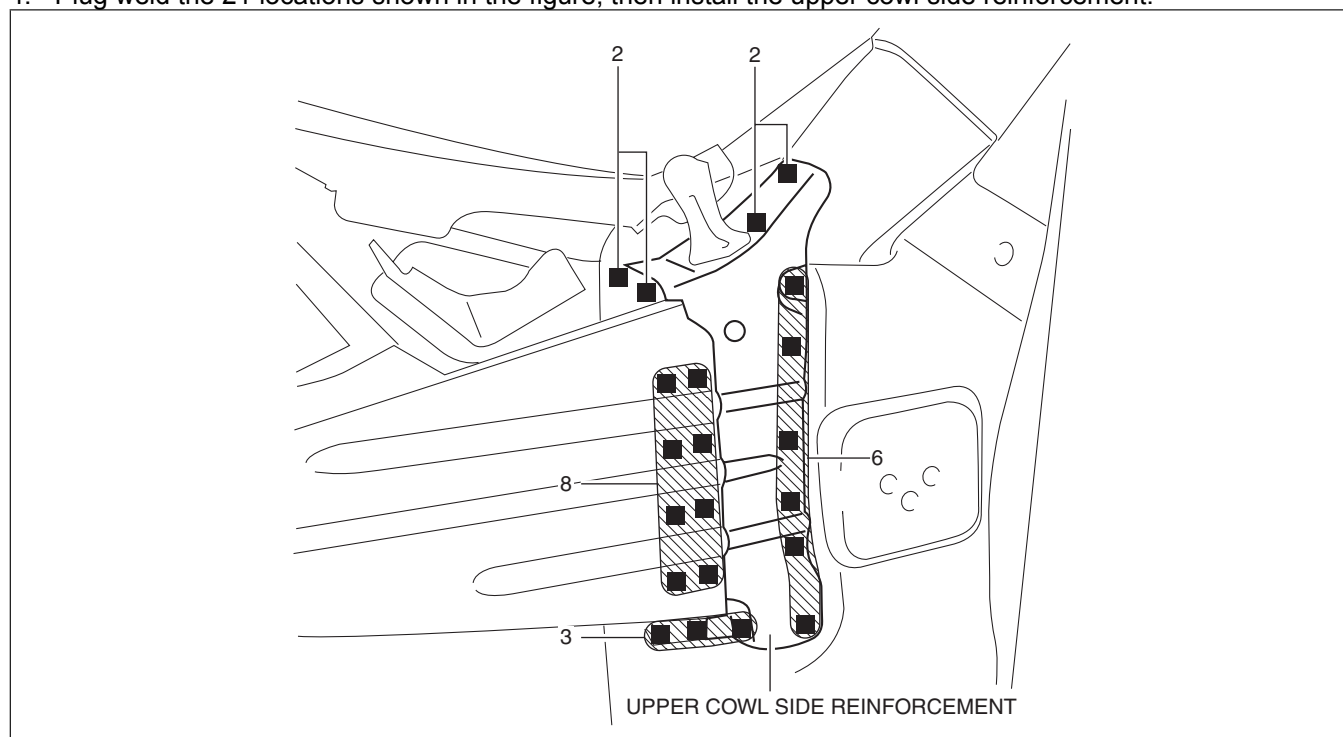 Plug weld the 21 locations shown in the figure, then install the upper cowl side reinforcement.
2 2
6
8
3
UPPER COWL SIDE REINFORCEMENT